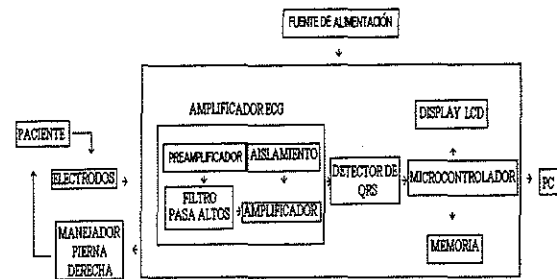 FUENTE DE ALIMENTACIÓN
AMPLIFICADOR ECG
DISPLAY LCD
PACIENTE
PREAMPLIFICADOR
AISLAMIENTO
ELECTRODOS
DETECTOR DE
QRS
MICROCONTROLADOR
PC
FILTRO
PASA ALTOS
AMPLIFICADOR
MANEJADOR
PIERNA
DERECHA
MEMORIA